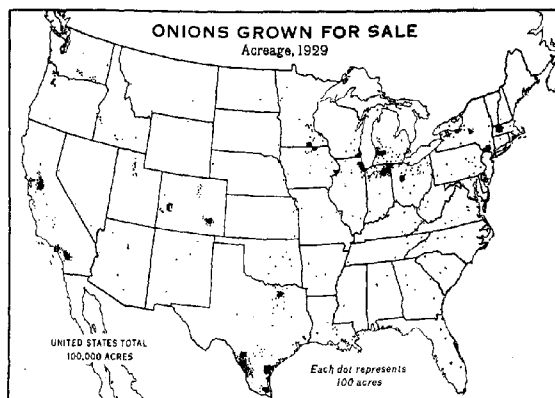 ONIONS GROWN FOR SALE
Acreage, 1929
UNITED STATES TOTAL
100,000 ACRES
Each dot represents
100 acres